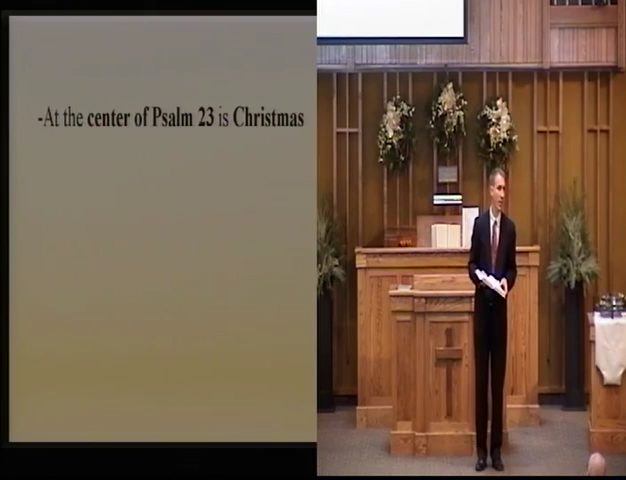 -At the center of Psalm 23 is Christmas